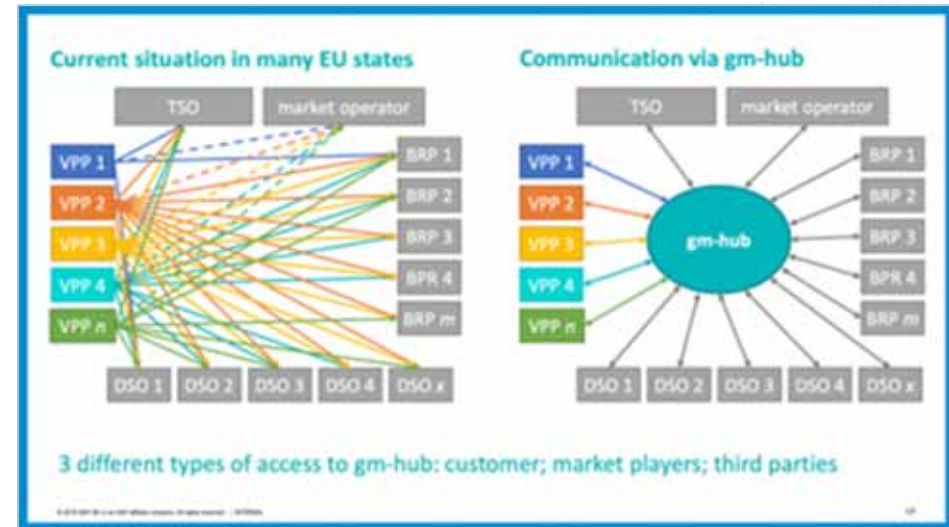 Current situation in many EU states
TSO
market operator
VPP 1
VPP 2
VPP 3
VPP 4
VPP n
BRP 1
BRP 2
BRP 3
BPR 4
BRP m
DSO 1
DSO 2
DSO 3
DSO 4
DSO x
Communication via gm-hub
TSO
market operator
VPP 1
VPP 2
VPP 3
VPP 4
VPP n
gm-hub
BRP 1
BRP 2
BRP 3
BPR 4
BRP m
DSO 1
DSO 2
DSO 3
DSO 4
DSO x
3 different types of access to gm-hub: customer; market players; third parties